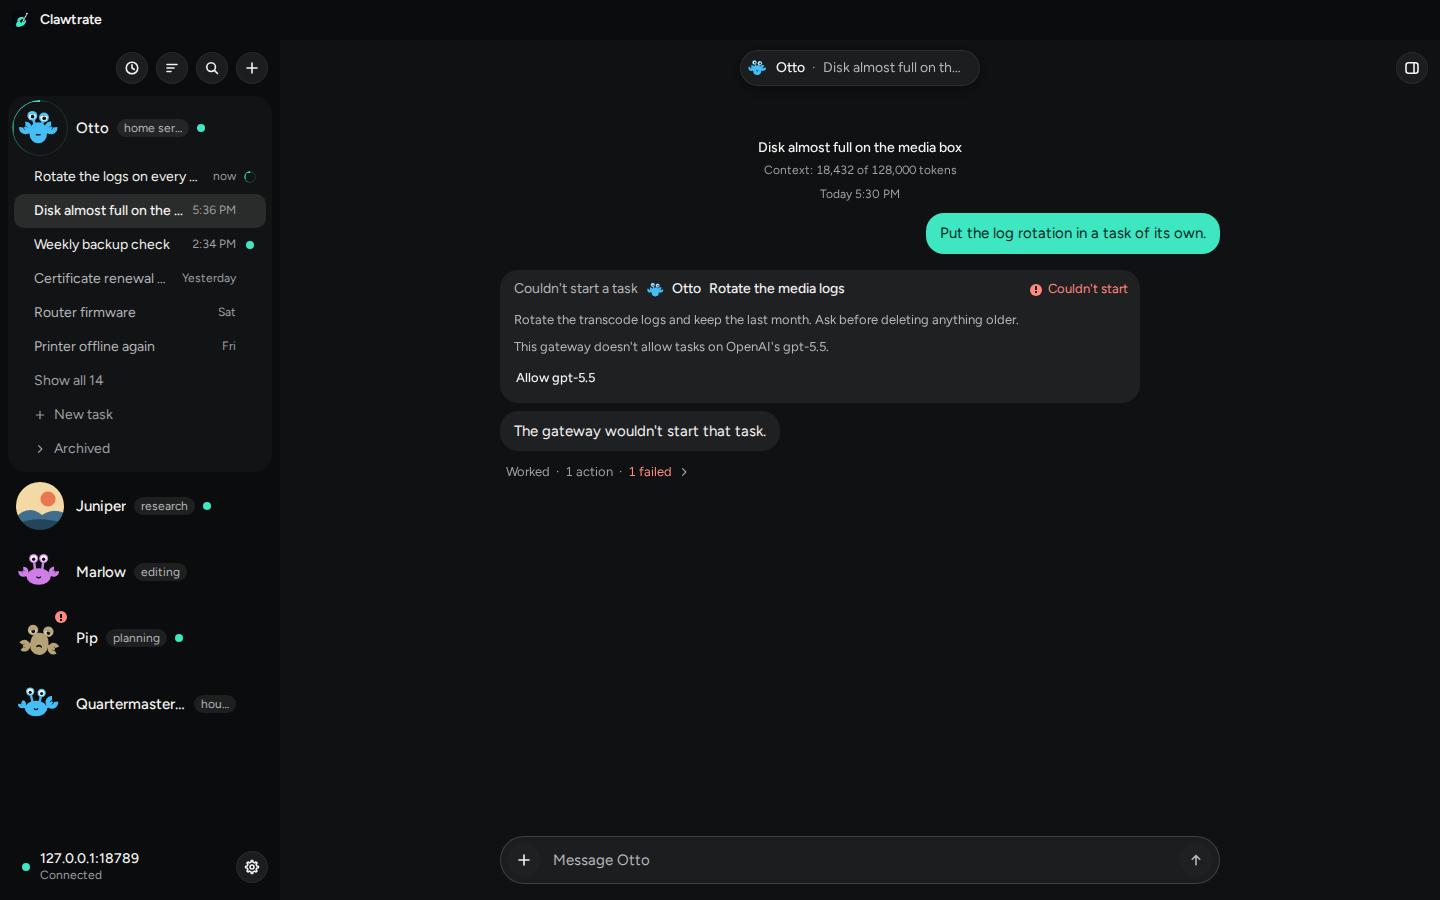 Clawtrate
Otto home ser...
Rotate the logs on every ... now
Disk almost full on the ... 5:36 PM
Weekly backup check 2:34 PM
Certificate renewal ... Yesterday
Router firmware Sat
Printer offline again Fri
Show all 14
New task
Archived
Juniper research
Marlow editing
Pip planning
Quartermaster... hou...
127.0.0.1:18789
Connected
Otto · Disk almost full on th...
Disk almost full on the media box
Context: 18,432 of 128,000 tokens
Today 5:30 PM
Put the log rotation in a task of its own.
Couldn't start a task Otto Rotate the media logs Couldn't start
Rotate the transcode logs and keep the last month. Ask before deleting anything older.
This gateway doesn't allow tasks on OpenAI's gpt-5.5.
Allow gpt-5.5
The gateway wouldn't start that task.
Worked · 1 action · 1 failed
Message Otto